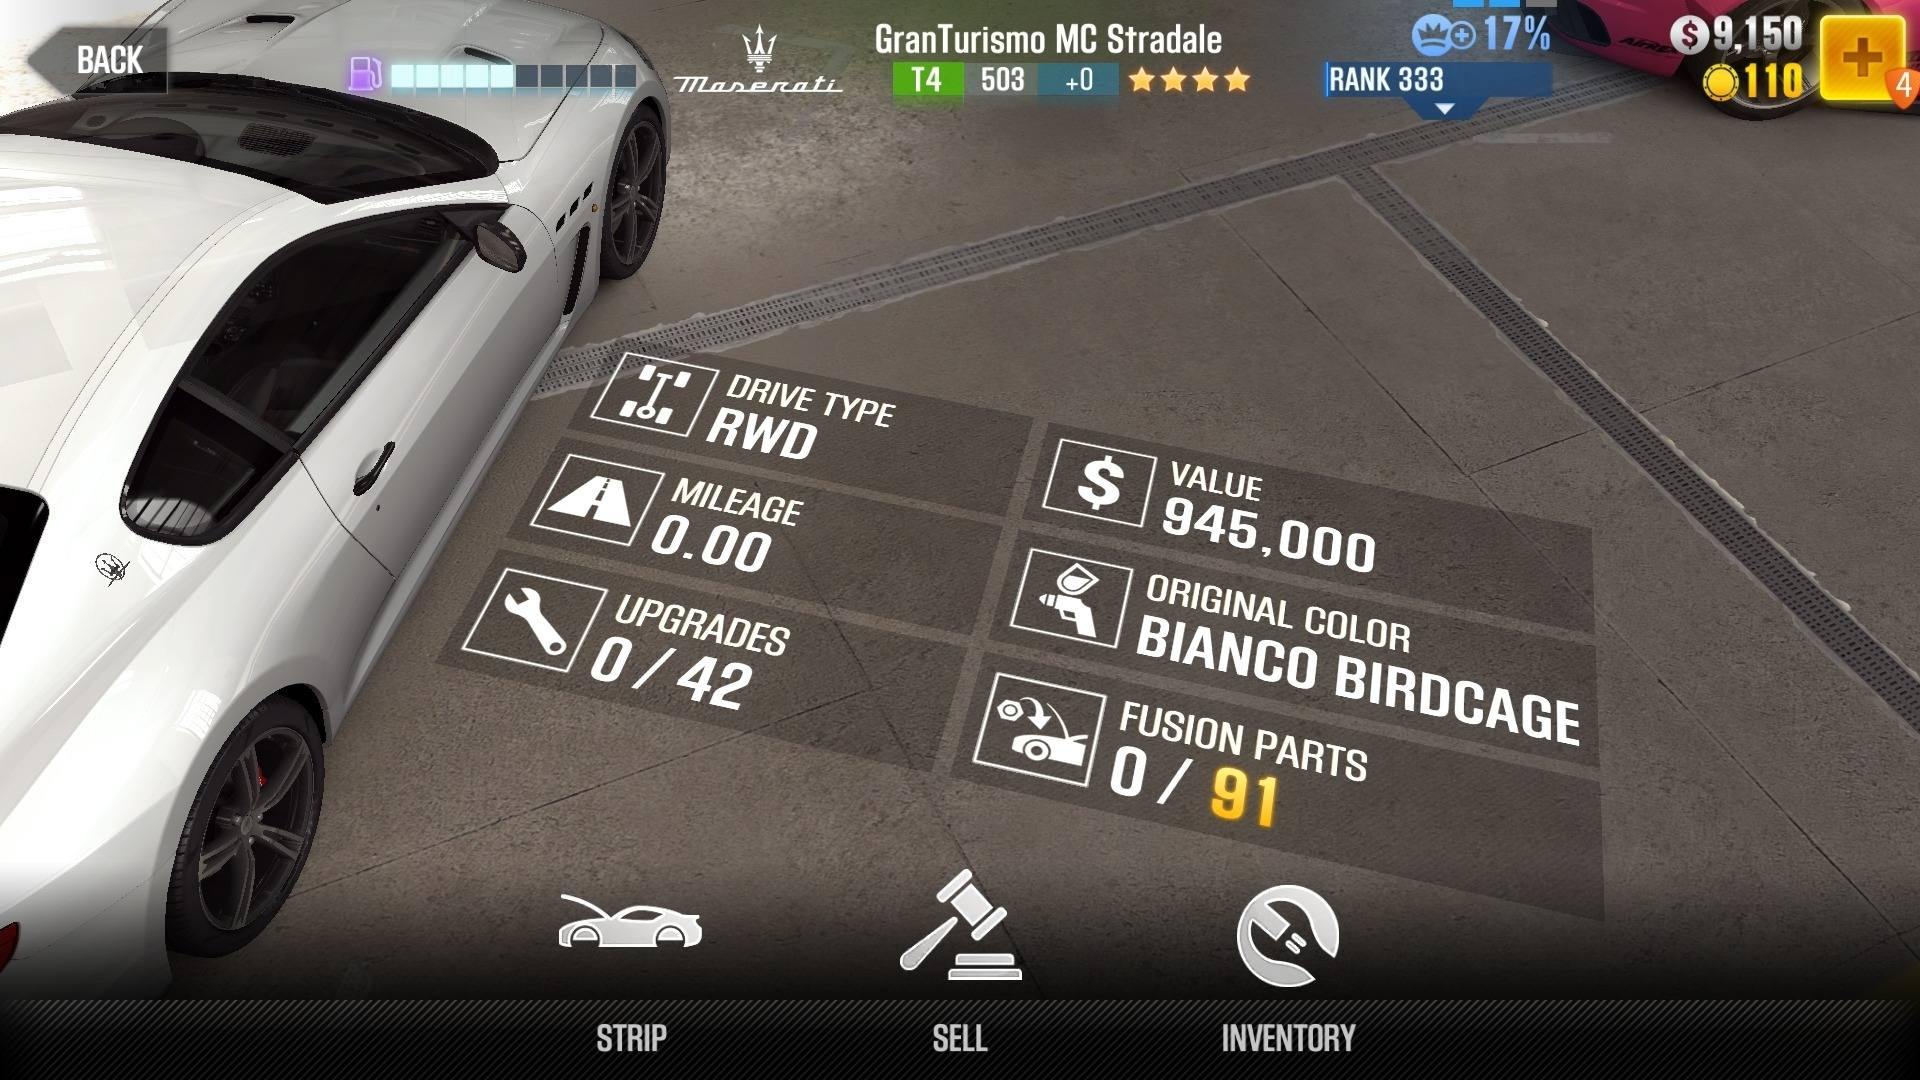 BACK
Maserati
GranTurismo MC Stradale
T4 503 +0
17%
RANK 333
$ 9,150
110
+
4
DRIVE TYPE
RWD
MILEAGE
0.00
UPGRADES
0 / 42
$
VALUE
945,000
ORIGINAL COLOR
BIANCO BIRDCAGE
FUSION PARTS
0 / 91
STRIP
SELL
INVENTORY